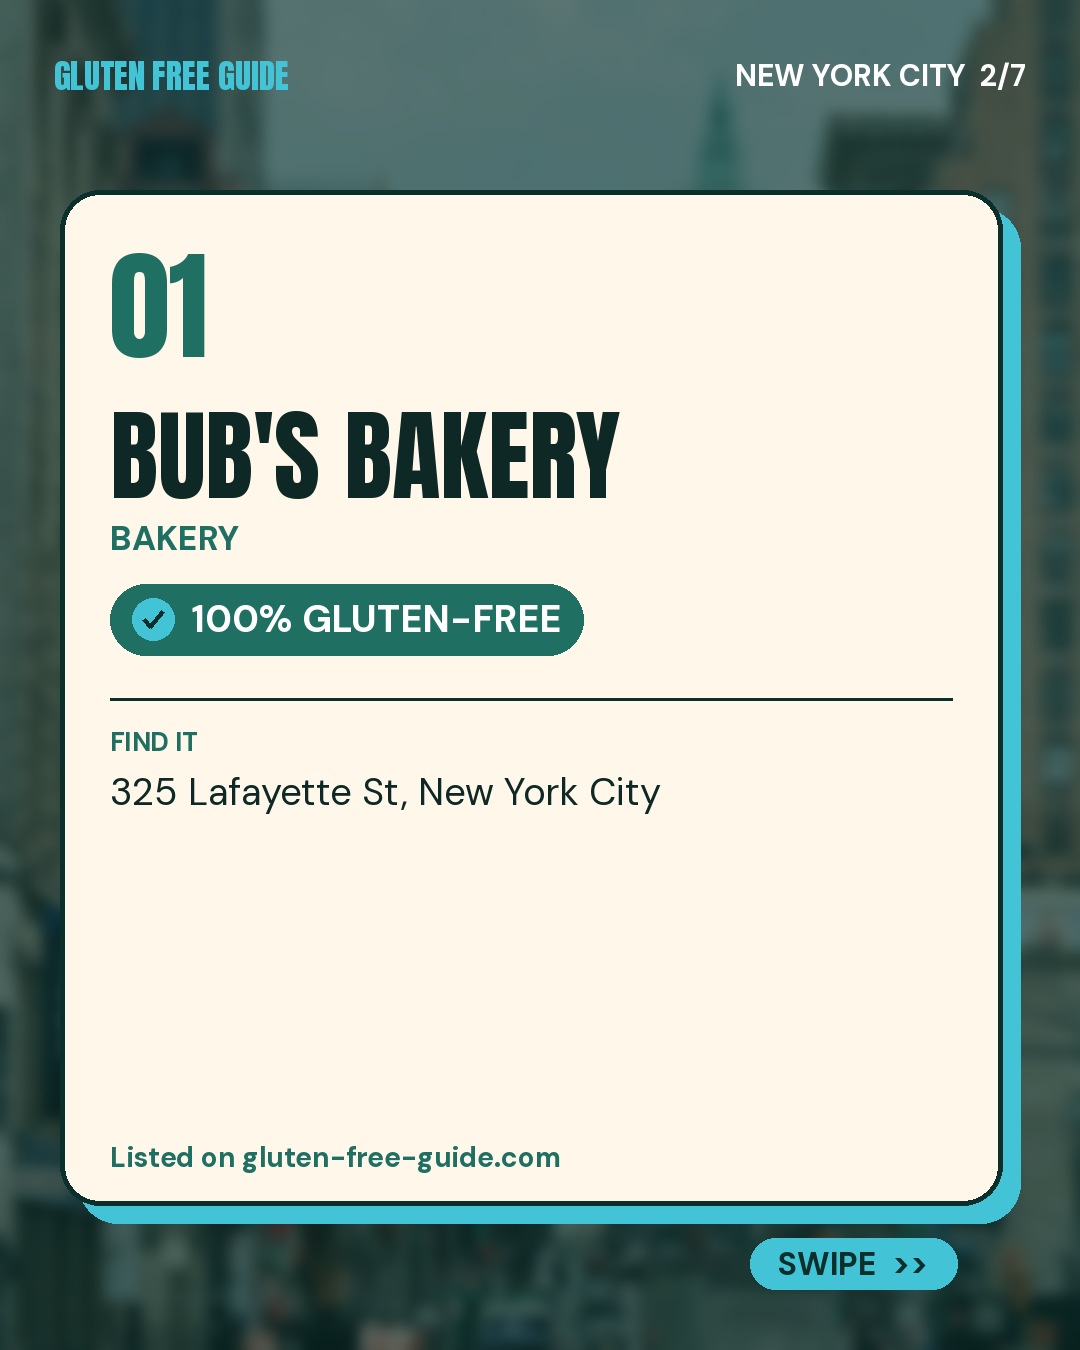 GLUTEN FREE GUIDE
NEW YORK CITY 2/7
01
BUB'S BAKERY
BAKERY
100% GLUTEN-FREE
FIND IT
325 Lafayette St, New York City
Listed on gluten-free-guide.com
SWIPE >>